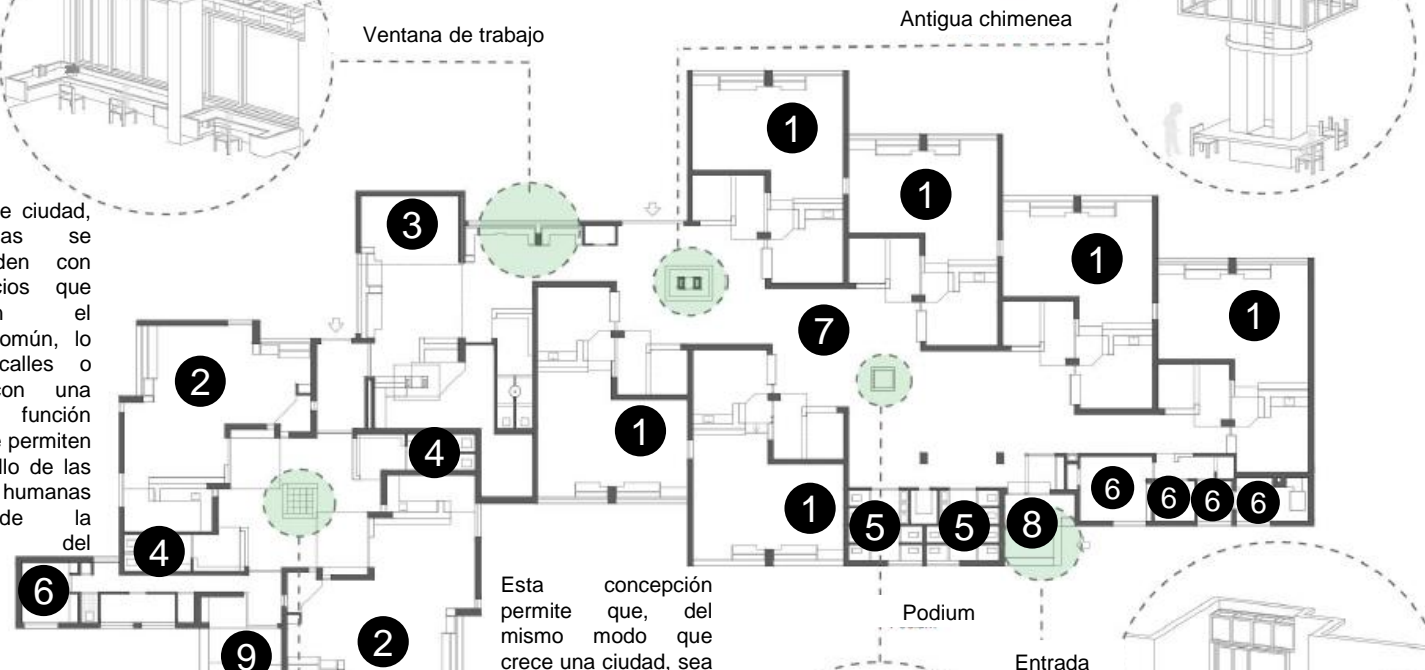 Ventana de trabajo
Antigua chimenea
e ciudad,
as se
den con
cios que
n el
omún, lo
calles o
con una
función
e permiten
llo de las
humanas
de la
del
1
1
3
1
1
7
2
1
4
1
6
6
6
6
5
5
8
4
6
9
2
Esta concepción
permite que, del
mismo modo que
crece una ciudad, sea
Podium
Entrada